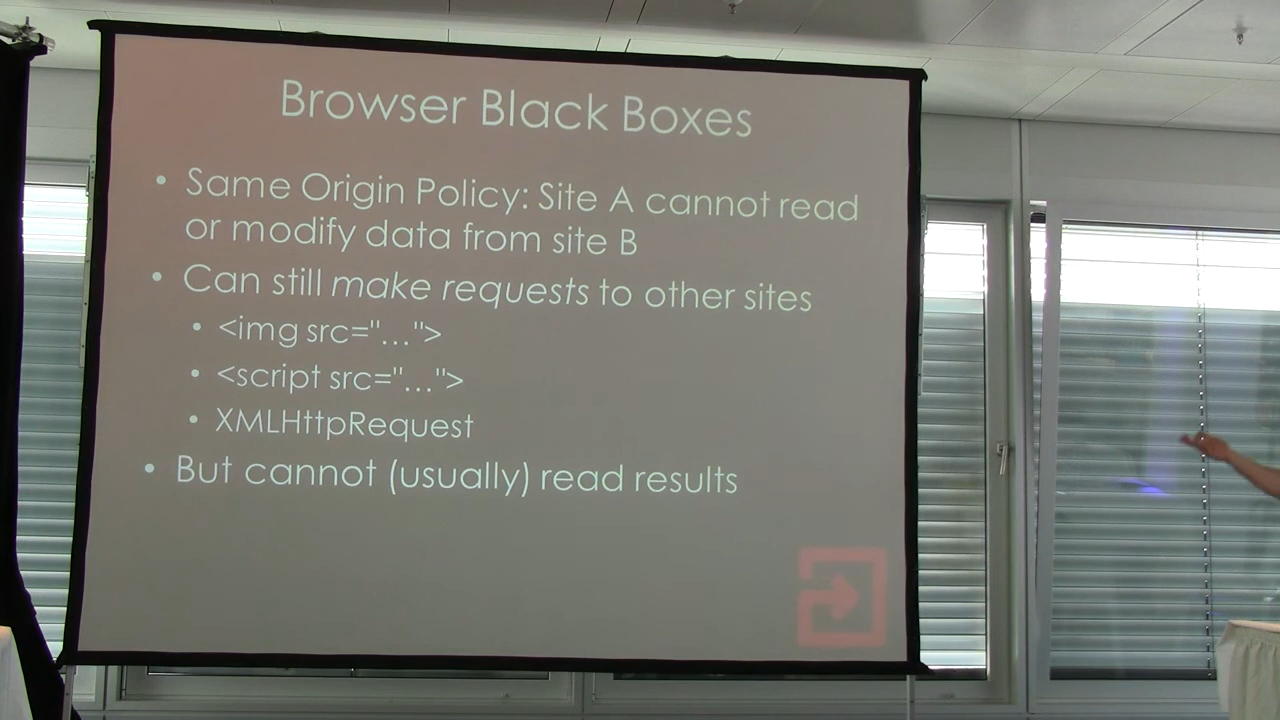 Browser Black Boxes
• Same Origin Policy: Site A cannot read
or modify data from site B
• Can still make requests to other sites
• <img src="...">
• <script src="...">
• XMLHttpRequest
• But cannot (usually) read results